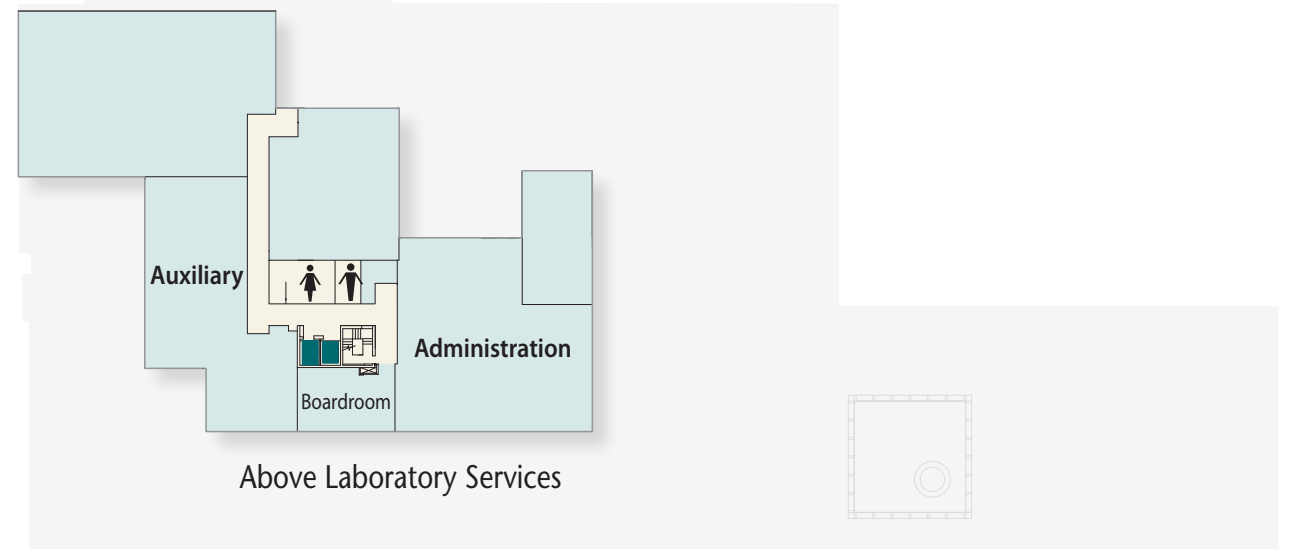 Auxiliary
Administration
Boardroom
Above Laboratory Services